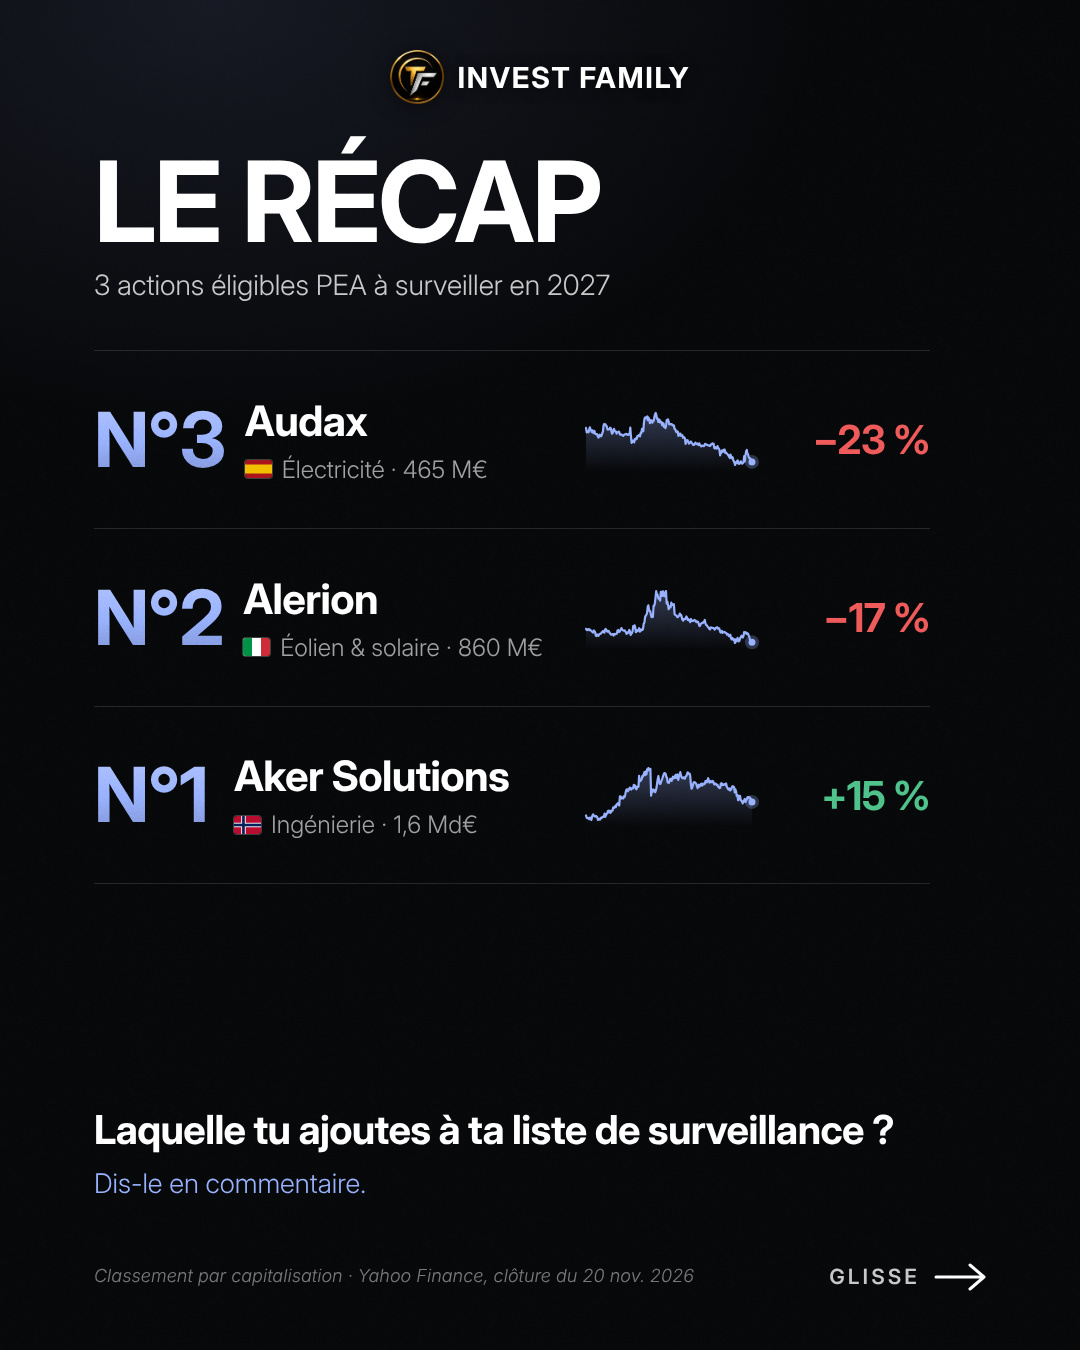 INVEST FAMILY
LE RÉCAP
3 actions éligibles PEA à surveiller en 2027
N°3 Audax
Électricité · 465 M€
−23 %
N°2 Alerion
Éolien & solaire · 860 M€
−17 %
N°1 Aker Solutions
Ingénierie · 1,6 Md€
+15 %
Laquelle tu ajoutes à ta liste de surveillance ?
Dis-le en commentaire.
Classement par capitalisation · Yahoo Finance, clôture du 20 nov. 2026
GLISSE